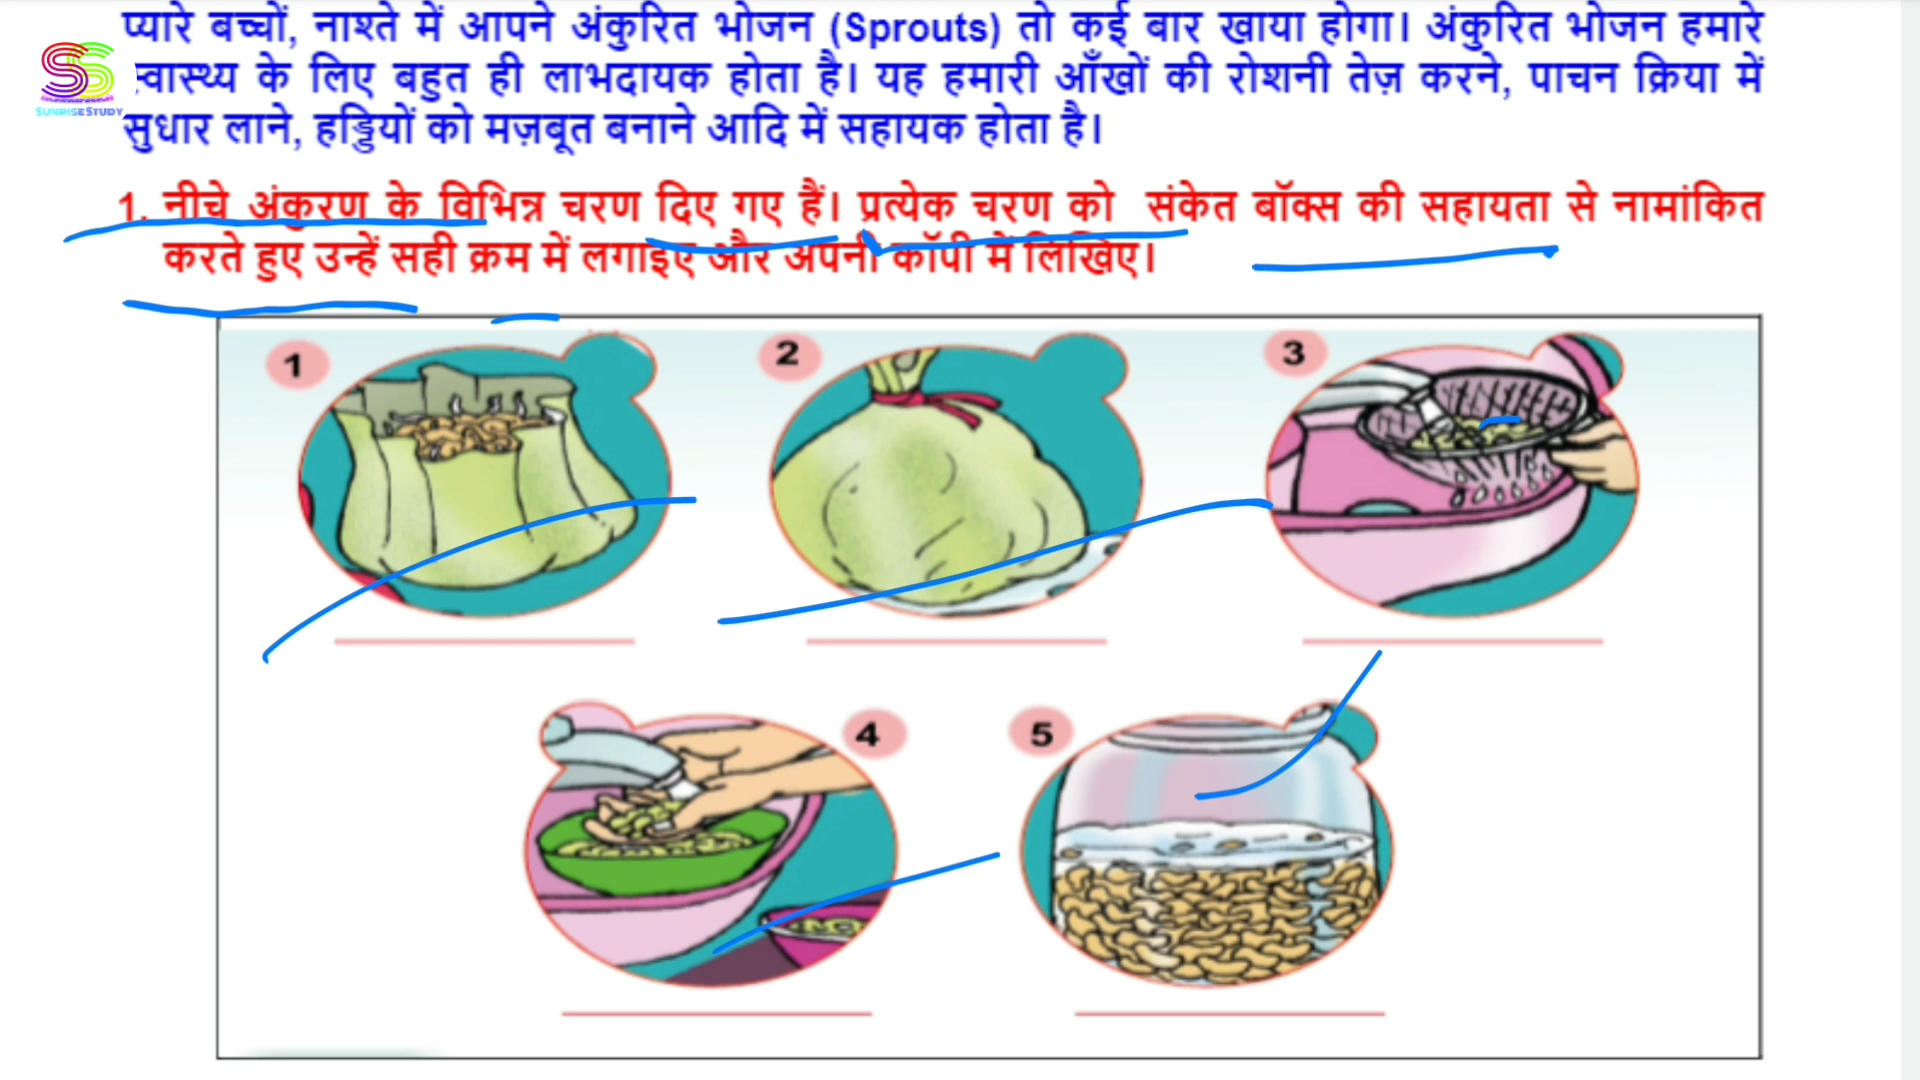 प्यारे बच्चों, नाश्ते में आपने अंकुरित भोजन (Sprouts) तो कई बार खाया होगा। अंकुरित भोजन हमारे
स्वास्थ्य के लिए बहुत ही लाभदायक होता है। यह हमारी आँखों की रोशनी तेज़ करने, पाचन क्रिया में
SUNRISESTUDY
सुधार लाने, हड्डियों को मज़बूत बनाने आदि में सहायक होता है।
1. नीचे अंकुरण के विभिन्न चरण दिए गए हैं। प्रत्येक चरण को संकेत बॉक्स की सहायता से नामांकित
करते हुए उन्हें सही क्रम में लगाइए और अपनी कॉपी में लिखिए।
1
2
3
4
5